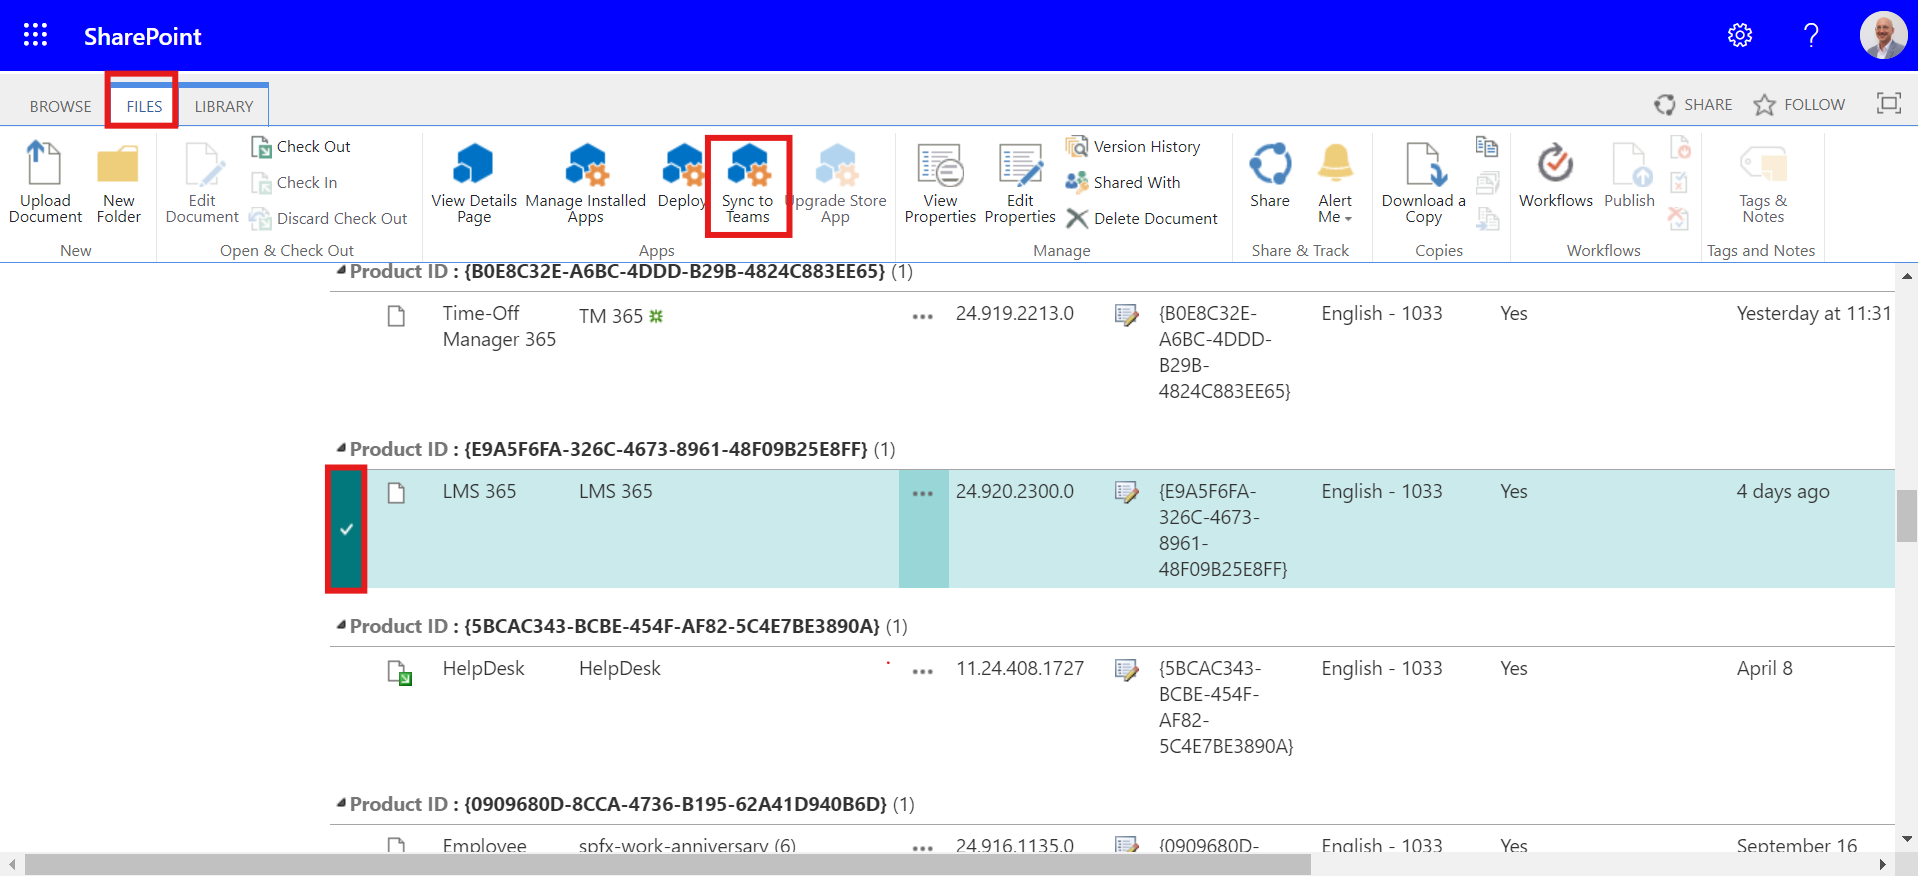 SharePoint
?
BROWSE FILES LIBRARY SHARE FOLLOW
Upload Document
New Folder
Edit Document
Check Out
Check In
Discard Check Out
View Details Page
Manage Installed Apps
Deploy
Sync to Teams
Upgrade Store App
View Properties
Edit Properties
Version History
Shared With
Delete Document
Share
Alert Me
Download a Copy
Workflows
Publish
Tags & Notes
New Open & Check Out Apps Manage Share & Track Copies Workflows Tags and Notes
Product ID : {B0E8C32E-A6BC-4DDD-B29B-4824C883EE65} (1)
Time-Off Manager 365 TM 365 ... 24.919.2213.0 {B0E8C32E- English - 1033 Yes Yesterday at 11:31
A6BC-4DDD-
B29B-
4824C883EE65}
Product ID : {E9A5F6FA-326C-4673-8961-48F09B25E8FF} (1)
LMS 365 LMS 365 ... 24.920.2300.0 {E9A5F6FA- English - 1033 Yes 4 days ago
326C-4673-
8961-
48F09B25E8FF}
Product ID : {5BCAC343-BCBE-454F-AF82-5C4E7BE3890A} (1)
HelpDesk HelpDesk ... 11.24.408.1727 {5BCAC343- English - 1033 Yes April 8
BCBE-454F-
AF82-
5C4E7BE3890A}
Product ID : {0909680D-8CCA-4736-B195-62A41D940B6D} (1)
Employee spfx-work-anniversary (6) ... 24.916.1135.0 {0909680D- English - 1033 Yes September 16